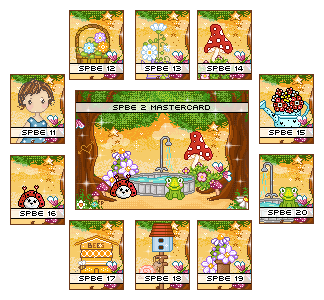 SPBE 12
SPBE 13
SPBE 14
SPBE 11
SPBE 2 MASTERCARD
SPBE 15
SPBE 16
SPBE 20
BEES
SPBE 17
SPBE 18
SPBE 19